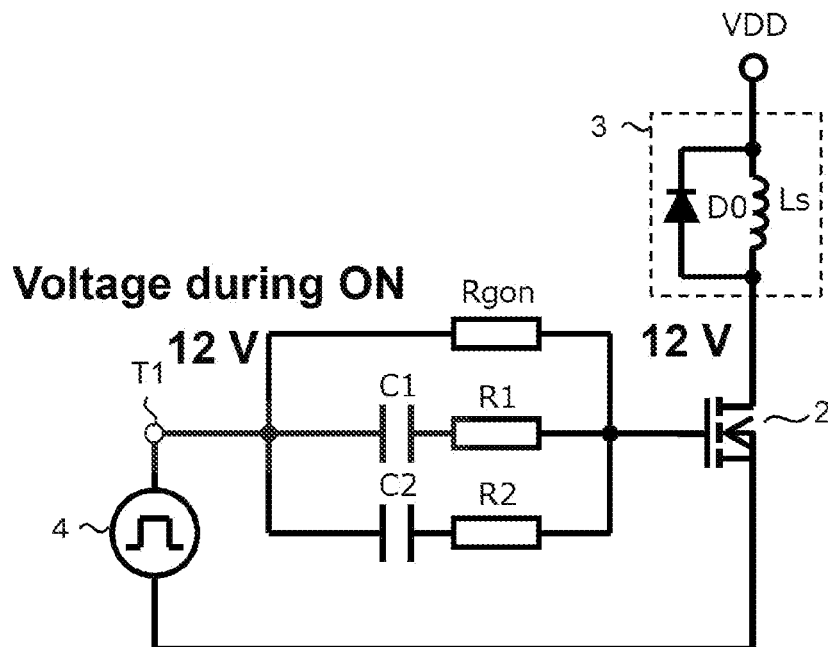 VDD
3
D0
Ls
Voltage during ON
Rgon
12 V
12 V
T1
C1
R1
2
C2
R2
4